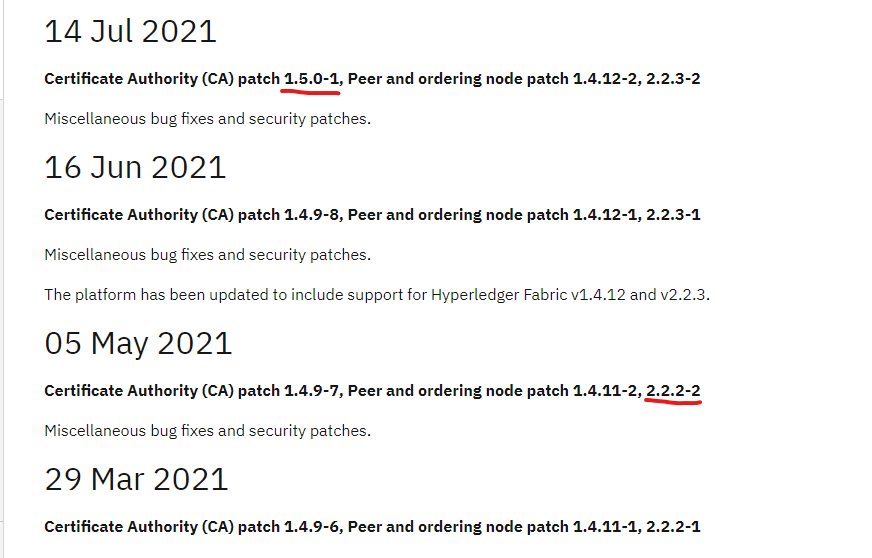 14 Jul 2021
Certificate Authority (CA) patch 1.5.0-1, Peer and ordering node patch 1.4.12-2, 2.2.3-2
Miscellaneous bug fixes and security patches.
16 Jun 2021
Certificate Authority (CA) patch 1.4.9-8, Peer and ordering node patch 1.4.12-1, 2.2.3-1
Miscellaneous bug fixes and security patches.
The platform has been updated to include support for Hyperledger Fabric v1.4.12 and v2.2.3.
05 May 2021
Certificate Authority (CA) patch 1.4.9-7, Peer and ordering node patch 1.4.11-2, 2.2.2-2
Miscellaneous bug fixes and security patches.
29 Mar 2021
Certificate Authority (CA) patch 1.4.9-6, Peer and ordering node patch 1.4.11-1, 2.2.2-1